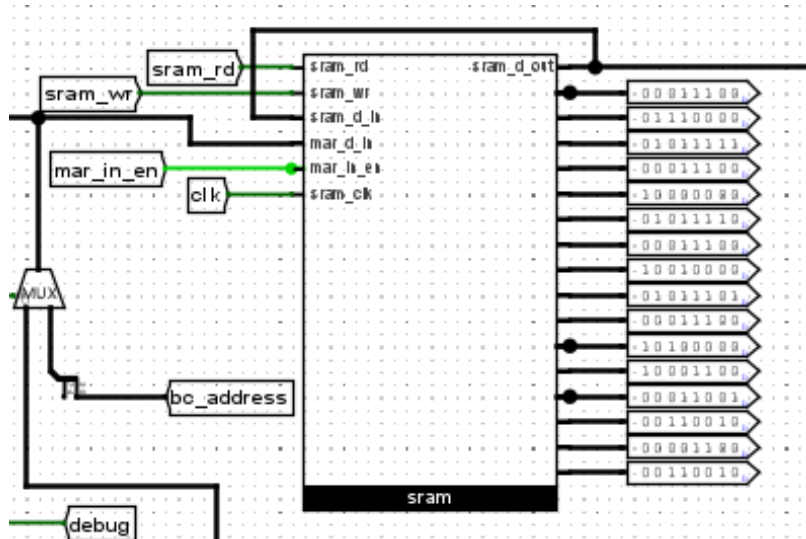 sram_rd
sram_wr
mar_in_en
clk
MUX
bc_address
debug
sram_rd
sram_wr
sram_d_in
mar_d_in
mar_in_en
sram_clk
sram_d_out
sram
00011100
01110000
01011111
00011100
10000000
01011110
00011100
10010000
01011101
00011100
10100000
10001100
00011001
00110010
00001100
00110010